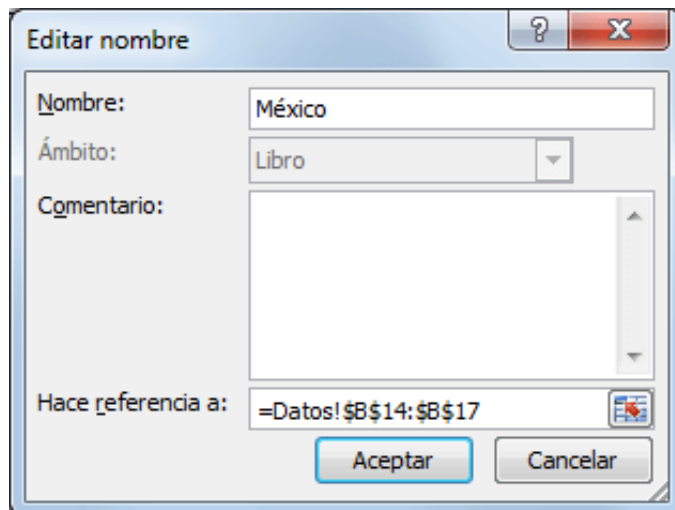 Editar nombre
Nombre: México
Ámbito: Libro
Comentario:
Hace referencia a: =Datos!$B$14:$B$17
Aceptar Cancelar